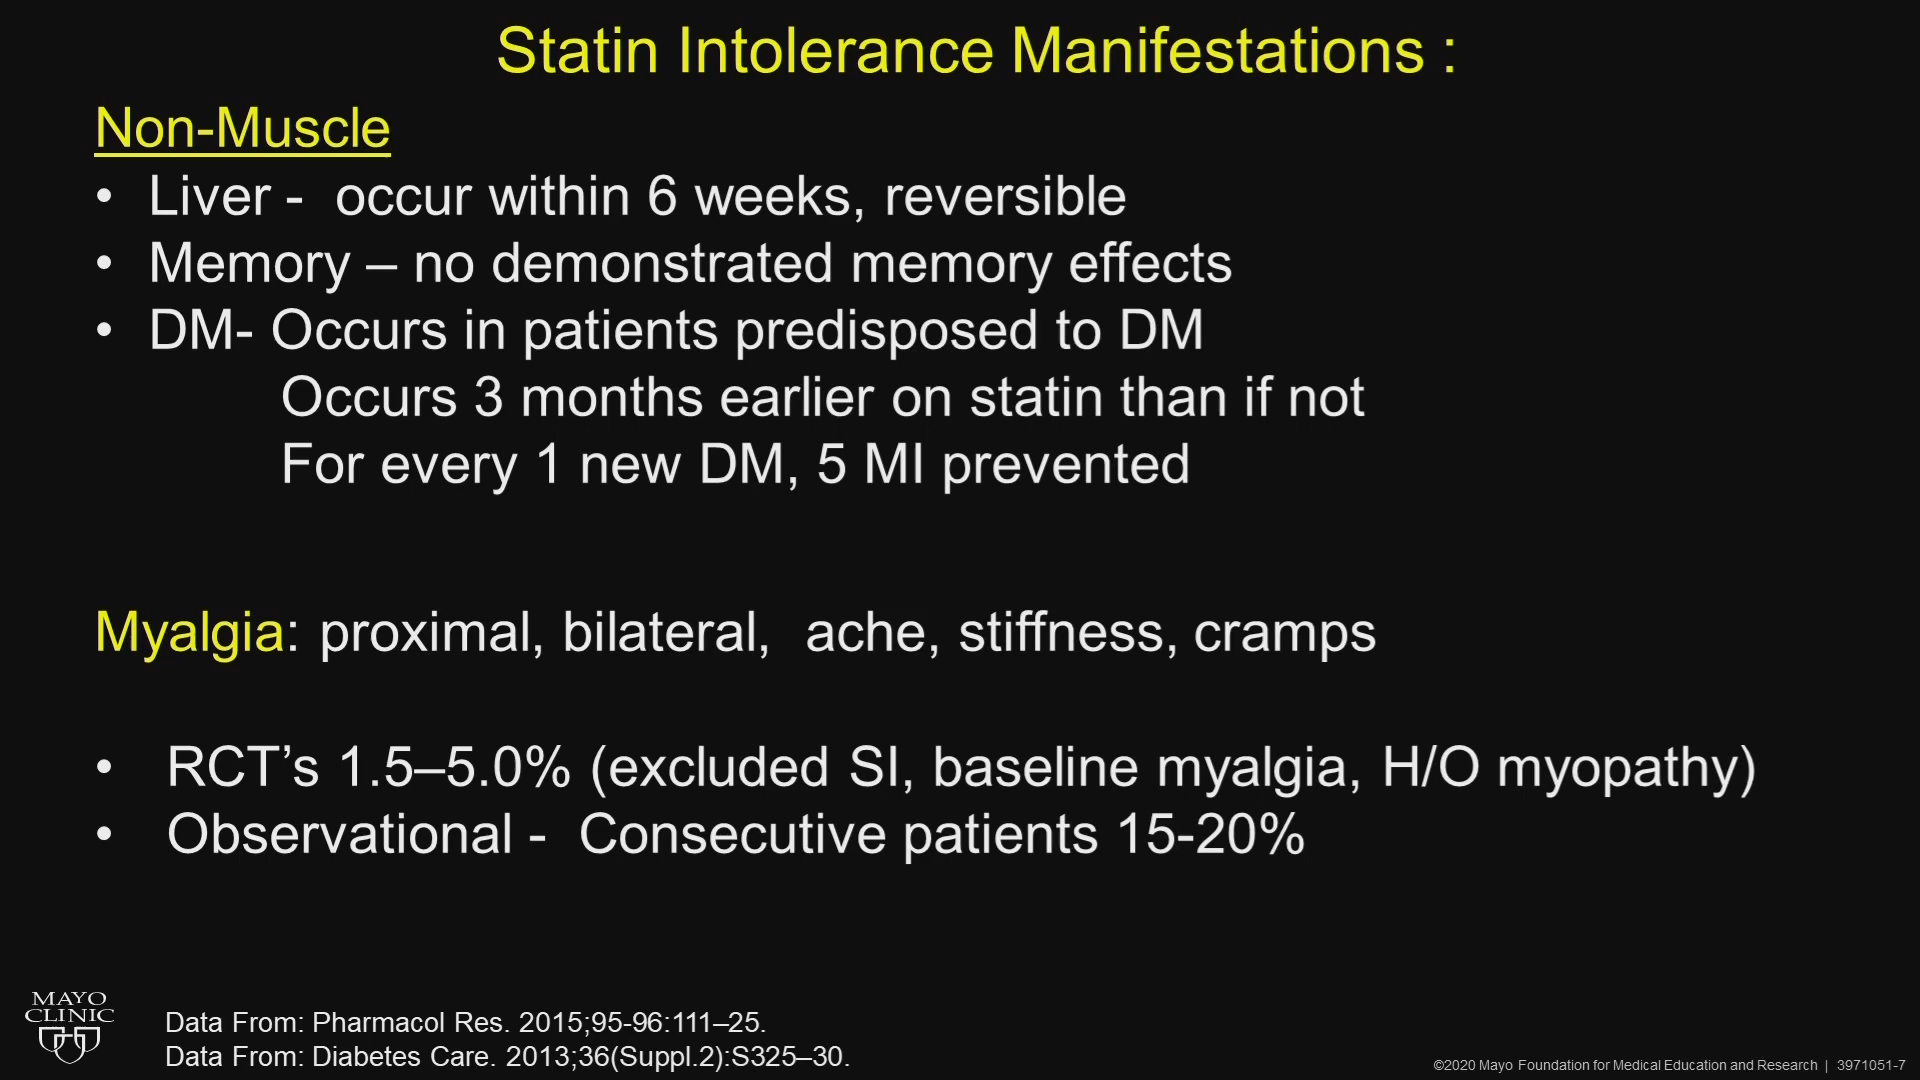 Statin Intolerance Manifestations :
Non-Muscle
• Liver - occur within 6 weeks, reversible
• Memory – no demonstrated memory effects
• DM- Occurs in patients predisposed to DM
Occurs 3 months earlier on statin than if not
For every 1 new DM, 5 MI prevented
Myalgia: proximal, bilateral, ache, stiffness, cramps
• RCT’s 1.5–5.0% (excluded SI, baseline myalgia, H/O myopathy)
• Observational - Consecutive patients 15-20%
MAYO
CLINIC
Data From: Pharmacol Res. 2015;95-96:111–25.
Data From: Diabetes Care. 2013;36(Suppl.2):S325–30.
©2020 Mayo Foundation for Medical Education and Research | 3971051-7